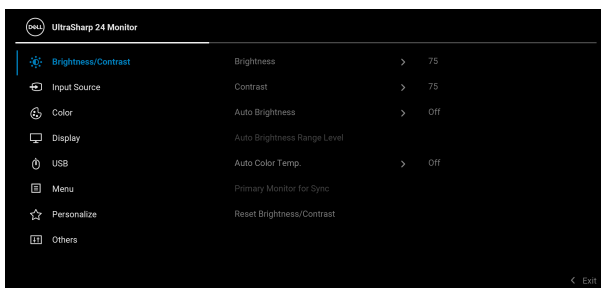 DELL UltraSharp 24 Monitor
Brightness/Contrast Brightness > 75
Input Source Contrast > 75
Color Auto Brightness > Off
Display Auto Brightness Range Level
USB Auto Color Temp. > Off
Menu Primary Monitor for Sync
Personalize Reset Brightness/Contrast
Others
< Exit